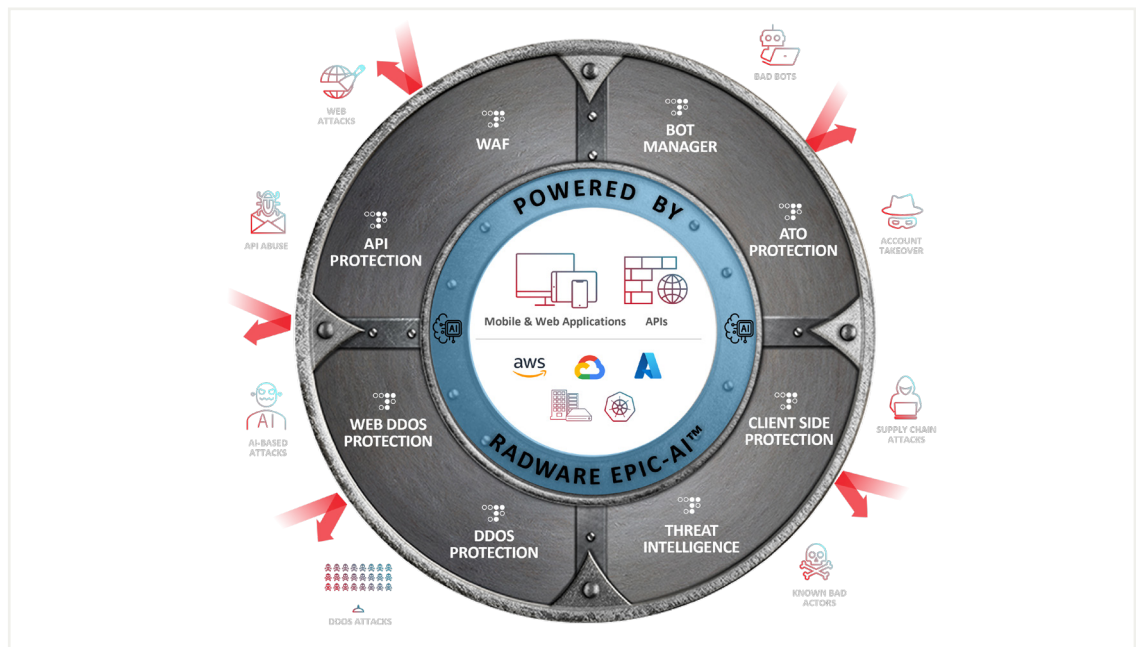 WEB
ATTACKS
BAD BOTS
WAF
BOT
MANAGER
POWERED BY
API ABUSE
API
PROTECTION
ATO
PROTECTION
ACCOUNT
TAKEOVER
Mobile & Web Applications
APIs
AI
AI
aws
AI
AI-BASED
ATTACKS
WEB DDOS
PROTECTION
CLIENT SIDE
PROTECTION
SUPPLY CHAIN
ATTACKS
RADWARE EPIC-AI™
DDOS
PROTECTION
THREAT
INTELLIGENCE
DDOS ATTACKS
KNOWN BAD
ACTORS